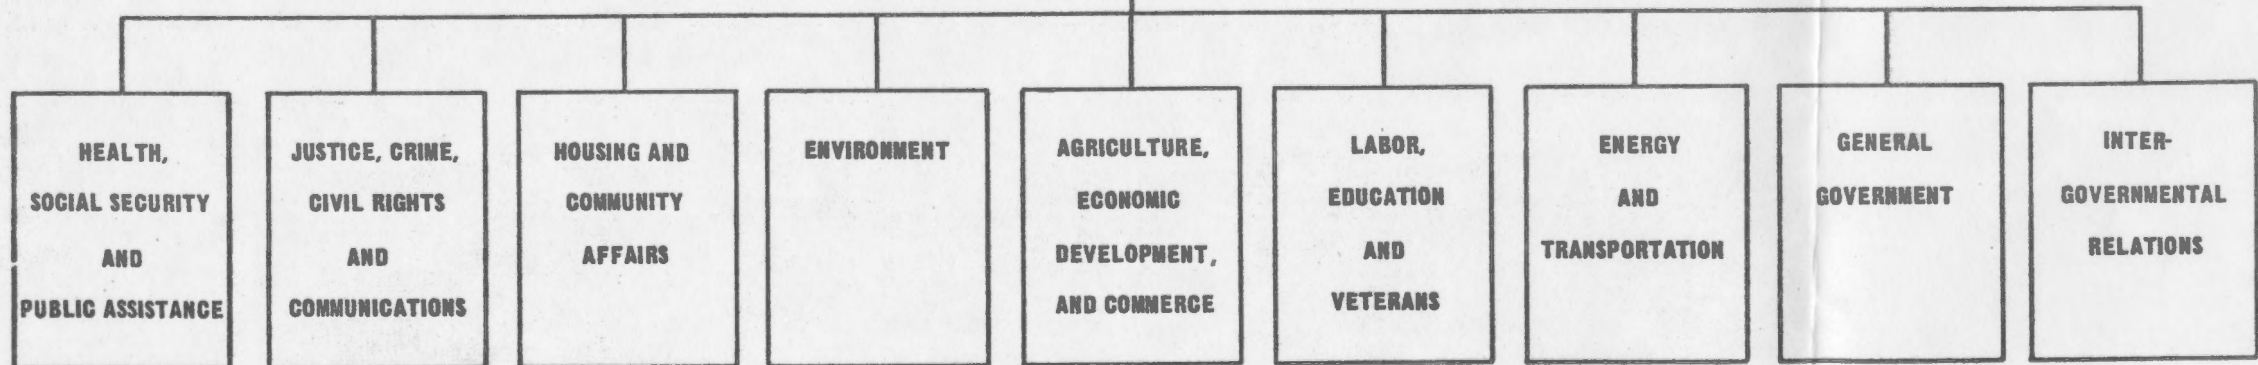 HEALTH,
SOCIAL SECURITY
AND
PUBLIC ASSISTANCE
JUSTICE, CRIME,
CIVIL RIGHTS
AND
COMMUNICATIONS
HOUSING AND
COMMUNITY
AFFAIRS
ENVIRONMENT
AGRICULTURE,
ECONOMIC
DEVELOPMENT,
AND COMMERCE
LABOR,
EDUCATION
AND
VETERANS
ENERGY
AND
TRANSPORTATION
GENERAL
GOVERNMENT
INTER-
GOVERNMENTAL
RELATIONS